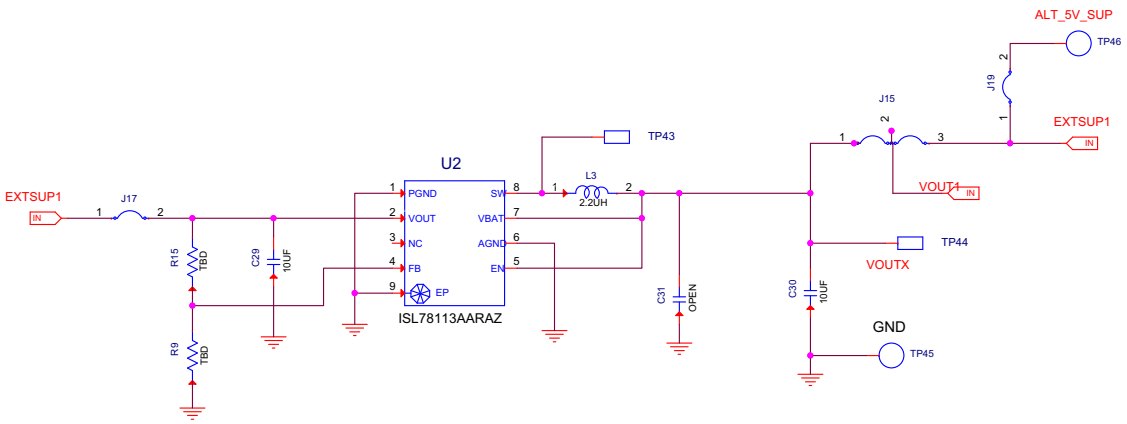 ALT_5V_SUP
TP46
2
J19
1
J15
2
1
3
EXTSUP1
IN
TP43
U2
L3
1
2
2.2UH
VOUT1
IN
EXTSUP1
IN
J17
1
2
1
PGND
SW
8
2
VOUT
VBAT
7
3
NC
AGND
6
4
FB
EN
5
9
EP
ISL78113AARAZ
R15
TBD
C29
10UF
TP44
VOUTX
C31
OPEN
C30
10UF
R9
TBD
GND
TP45